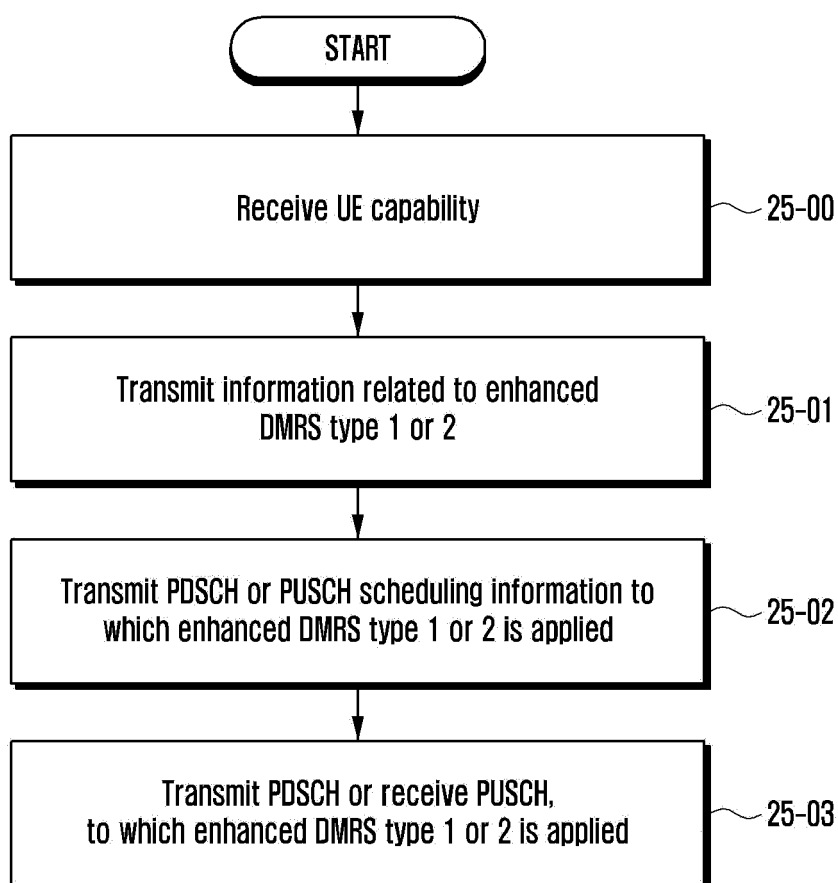 START
Receive UE capability
25-00
Transmit information related to enhanced
DMRS type 1 or 2
25-01
Transmit PDSCH or PUSCH scheduling information to
which enhanced DMRS type 1 or 2 is applied
25-02
Transmit PDSCH or receive PUSCH,
to which enhanced DMRS type 1 or 2 is applied
25-03